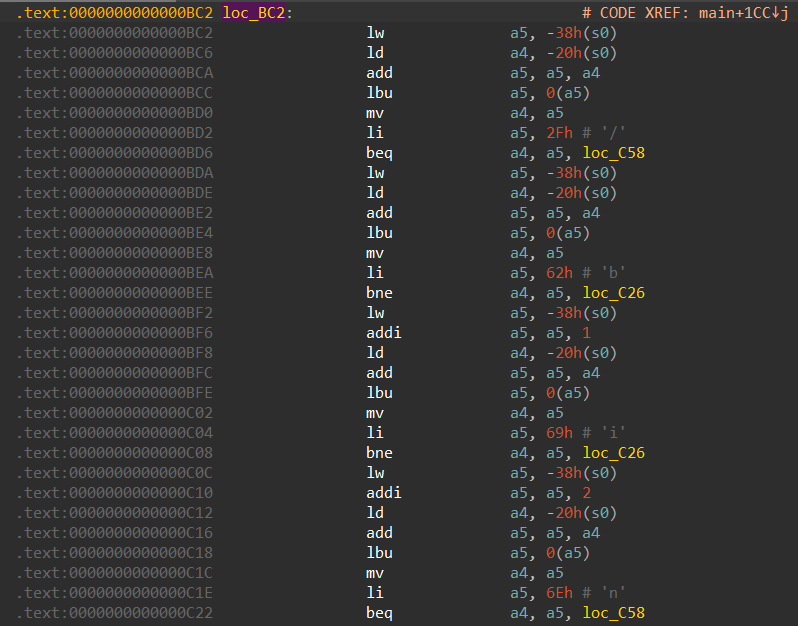 .text:0000000000000BC2 loc_BC2: # CODE XREF: main+1CC↓j
.text:0000000000000BC2 lw a5, -38h(s0)
.text:0000000000000BC6 ld a4, -20h(s0)
.text:0000000000000BCA add a5, a5, a4
.text:0000000000000BCC lbu a5, 0(a5)
.text:0000000000000BD0 mv a4, a5
.text:0000000000000BD2 li a5, 2Fh # '/'
.text:0000000000000BD6 beq a4, a5, loc_C58
.text:0000000000000BDA lw a5, -38h(s0)
.text:0000000000000BDE ld a4, -20h(s0)
.text:0000000000000BE2 add a5, a5, a4
.text:0000000000000BE4 lbu a5, 0(a5)
.text:0000000000000BE8 mv a4, a5
.text:0000000000000BEA li a5, 62h # 'b'
.text:0000000000000BEE bne a4, a5, loc_C26
.text:0000000000000BF2 lw a5, -38h(s0)
.text:0000000000000BF6 addi a5, a5, 1
.text:0000000000000BF8 ld a4, -20h(s0)
.text:0000000000000BFC add a5, a5, a4
.text:0000000000000BFE lbu a5, 0(a5)
.text:0000000000000C02 mv a4, a5
.text:0000000000000C04 li a5, 69h # 'i'
.text:0000000000000C08 bne a4, a5, loc_C26
.text:0000000000000C0C lw a5, -38h(s0)
.text:0000000000000C10 addi a5, a5, 2
.text:0000000000000C12 ld a4, -20h(s0)
.text:0000000000000C16 add a5, a5, a4
.text:0000000000000C18 lbu a5, 0(a5)
.text:0000000000000C1C mv a4, a5
.text:0000000000000C1E li a5, 6Eh # 'n'
.text:0000000000000C22 beq a4, a5, loc_C58